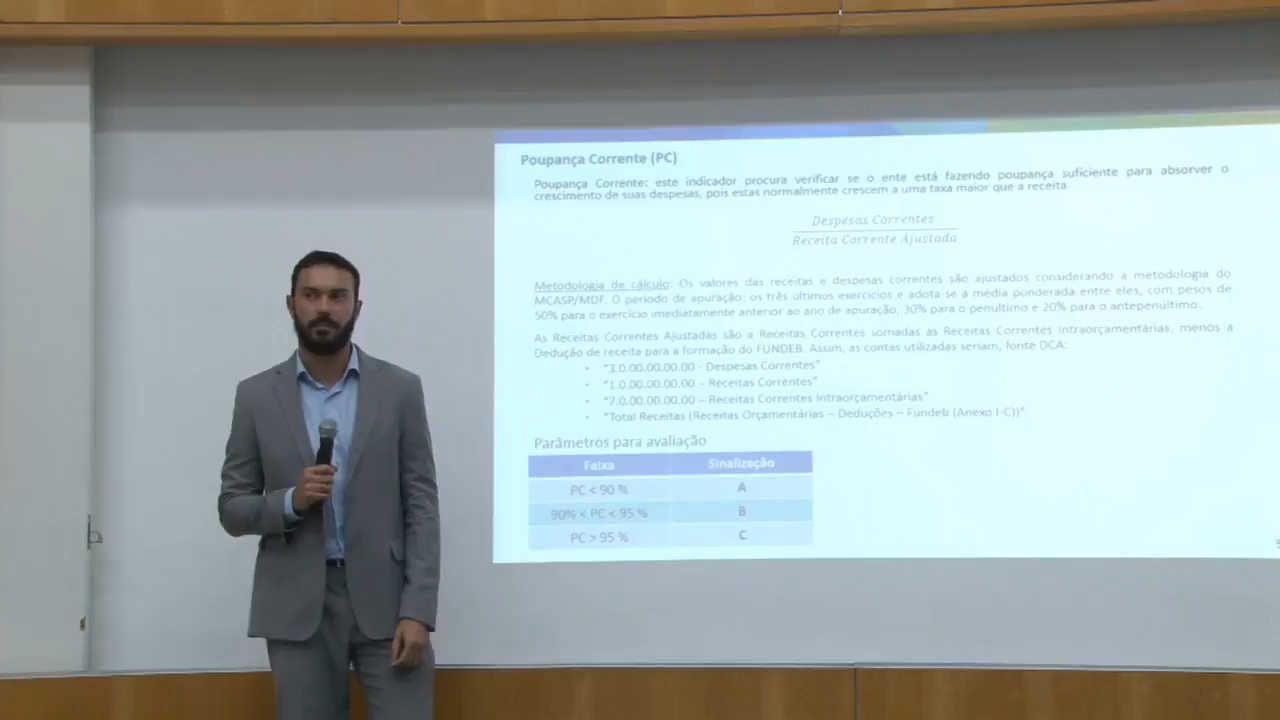 Poupança Corrente (PC)
Poupança Corrente: este indicador procura verificar se o ente está fazendo poupança suficiente para absorver o
crescimento de suas despesas, pois estas normalmente crescem a uma taxa maior que a receita.
Despesas Correntes
Receita Corrente Ajustada
Metodologia de cálculo: Os valores das receitas e despesas correntes são ajustados considerando a metodologia do
MCASP/MDF. O período de apuração: os três últimos exercícios e adota-se a média ponderada entre eles, com pesos de
50% para o exercício imediatamente anterior ao ano de apuração, 30% para o penúltimo e 20% para o antepenúltimo.
As Receitas Correntes Ajustadas são a Receitas Correntes somadas as Receitas Correntes Intraorçamentárias, menos a
Dedução de receita para a formação do FUNDEB. Assim, as contas utilizadas seriam, fonte DCA:
• "3.0.00.00.00.00 - Despesas Correntes"
• "1.0.00.00.00.00 – Receitas Correntes"
• "7.0.00.00.00.00 – Receitas Correntes Intraorçamentárias"
• "Total Receitas (Receitas Orçamentárias – Deduções – Fundeb (Anexo I-C))"
Parâmetros para avaliação
Faixa Sinalização
PC < 90 % A
90% < PC < 95 % B
PC > 95 % C